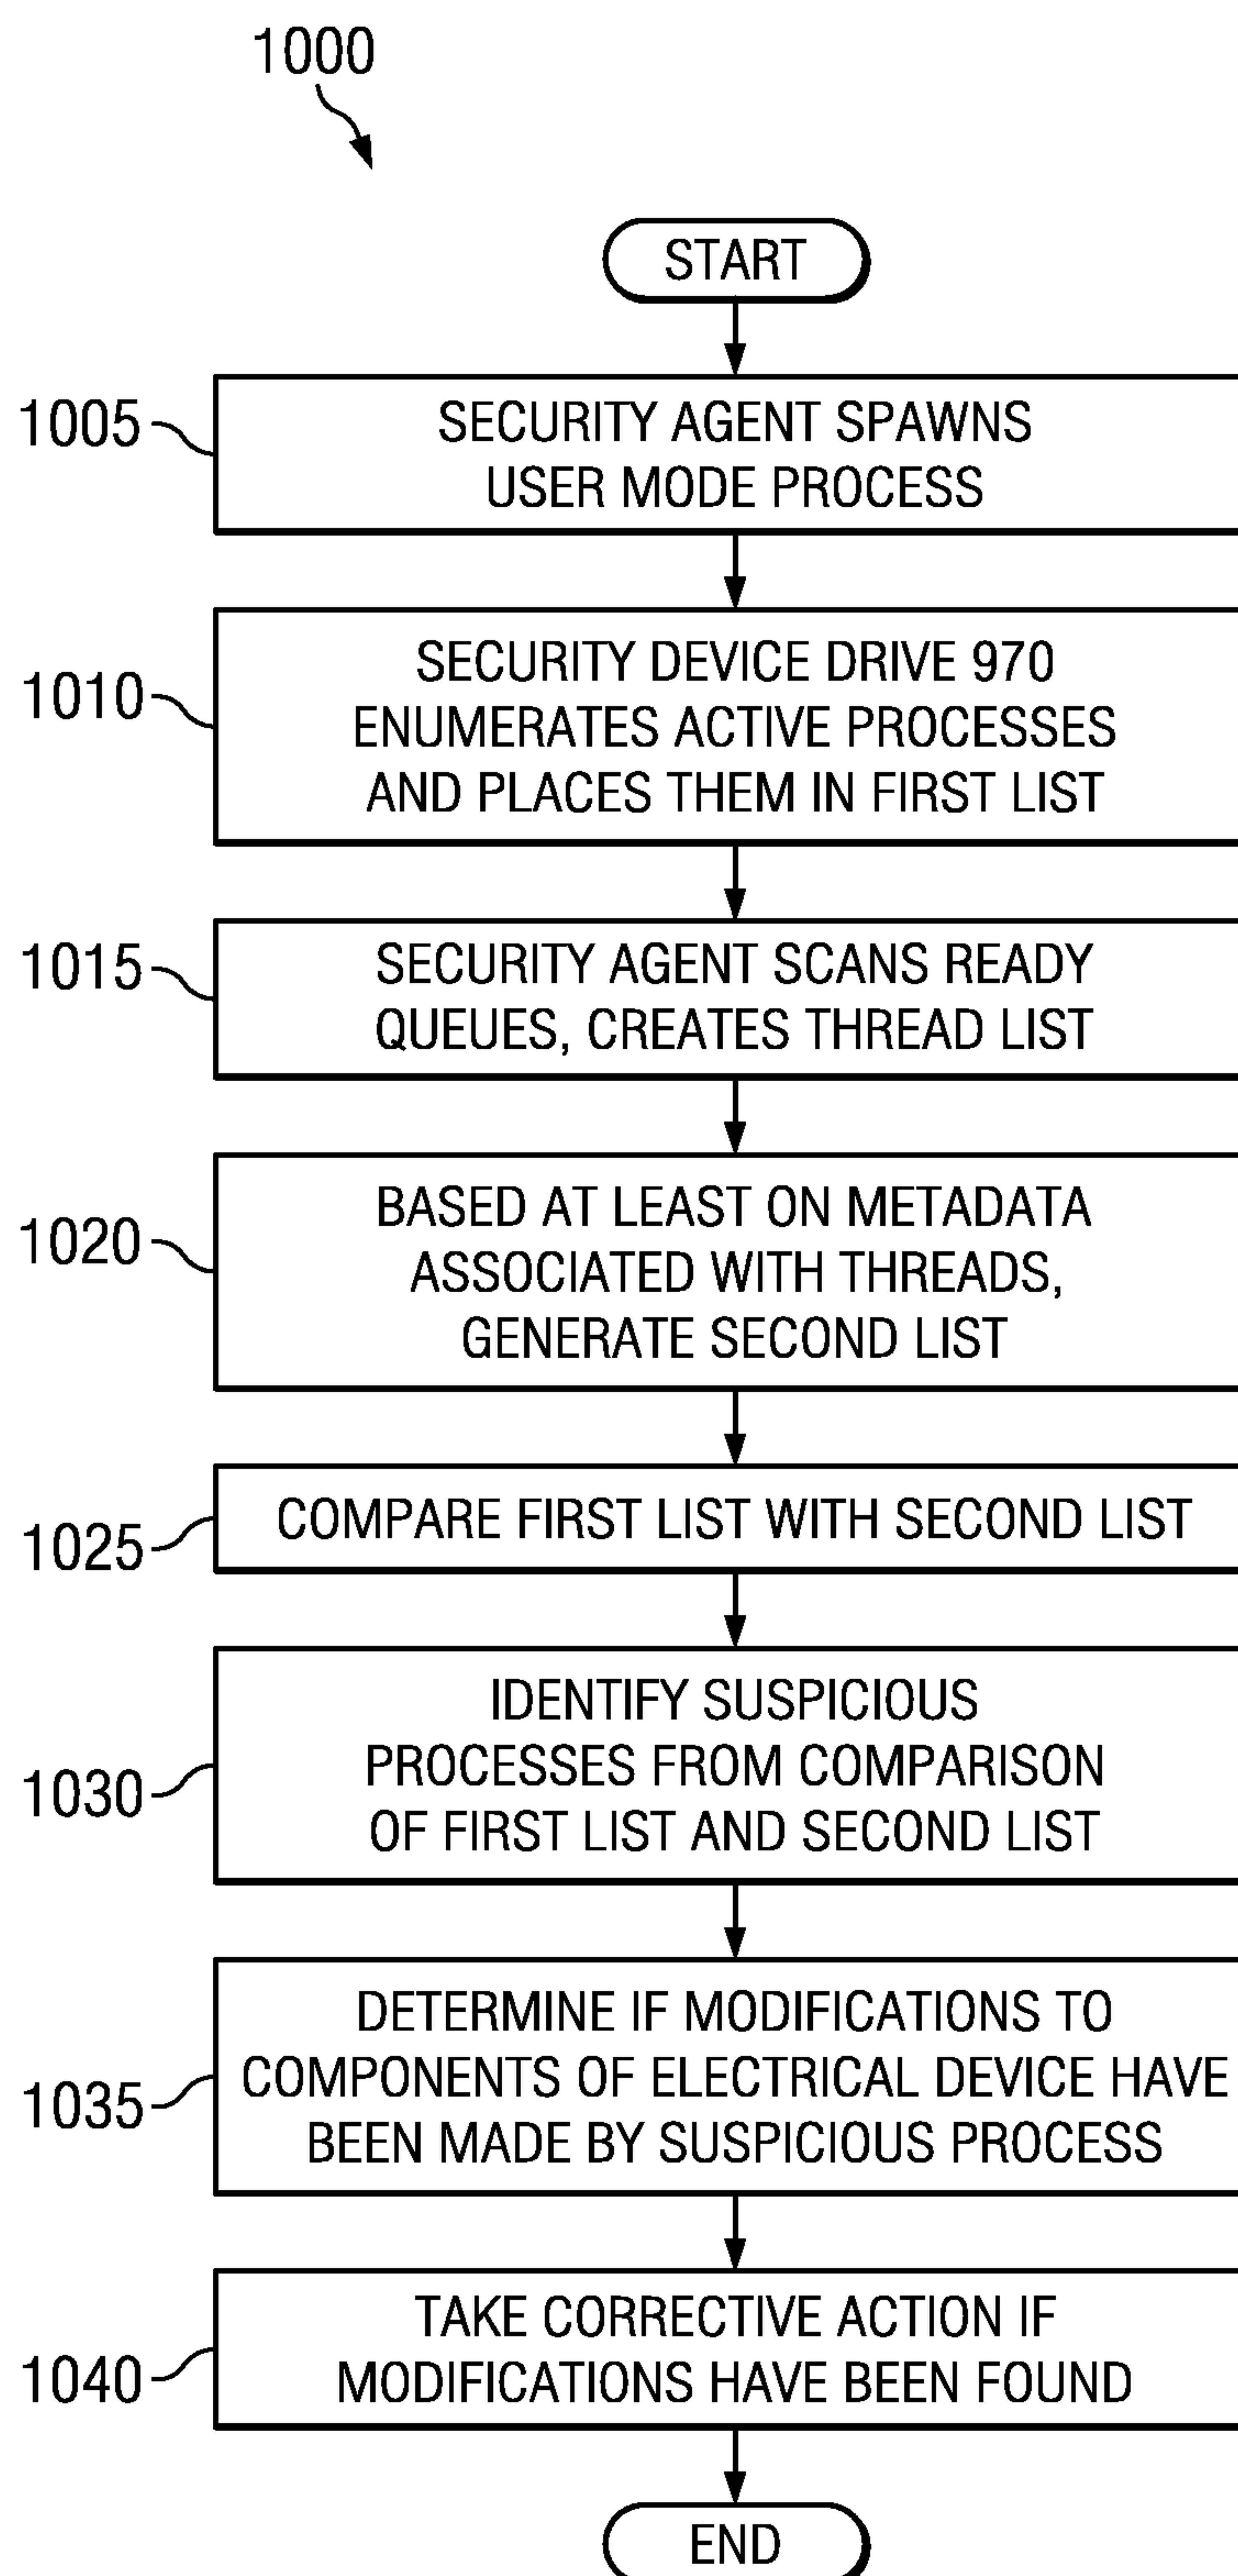 1000
START
1005
SECURITY AGENT SPAWNS
USER MODE PROCESS
1010
SECURITY DEVICE DRIVE 970
ENUMERATES ACTIVE PROCESSES
AND PLACES THEM IN FIRST LIST
1015
SECURITY AGENT SCANS READY
QUEUES, CREATES THREAD LIST
1020
BASED AT LEAST ON METADATA
ASSOCIATED WITH THREADS,
GENERATE SECOND LIST
1025
COMPARE FIRST LIST WITH SECOND LIST
1030
IDENTIFY SUSPICIOUS
PROCESSES FROM COMPARISON
OF FIRST LIST AND SECOND LIST
1035
DETERMINE IF MODIFICATIONS TO
COMPONENTS OF ELECTRICAL DEVICE HAVE
BEEN MADE BY SUSPICIOUS PROCESS
1040
TAKE CORRECTIVE ACTION IF
MODIFICATIONS HAVE BEEN FOUND
END